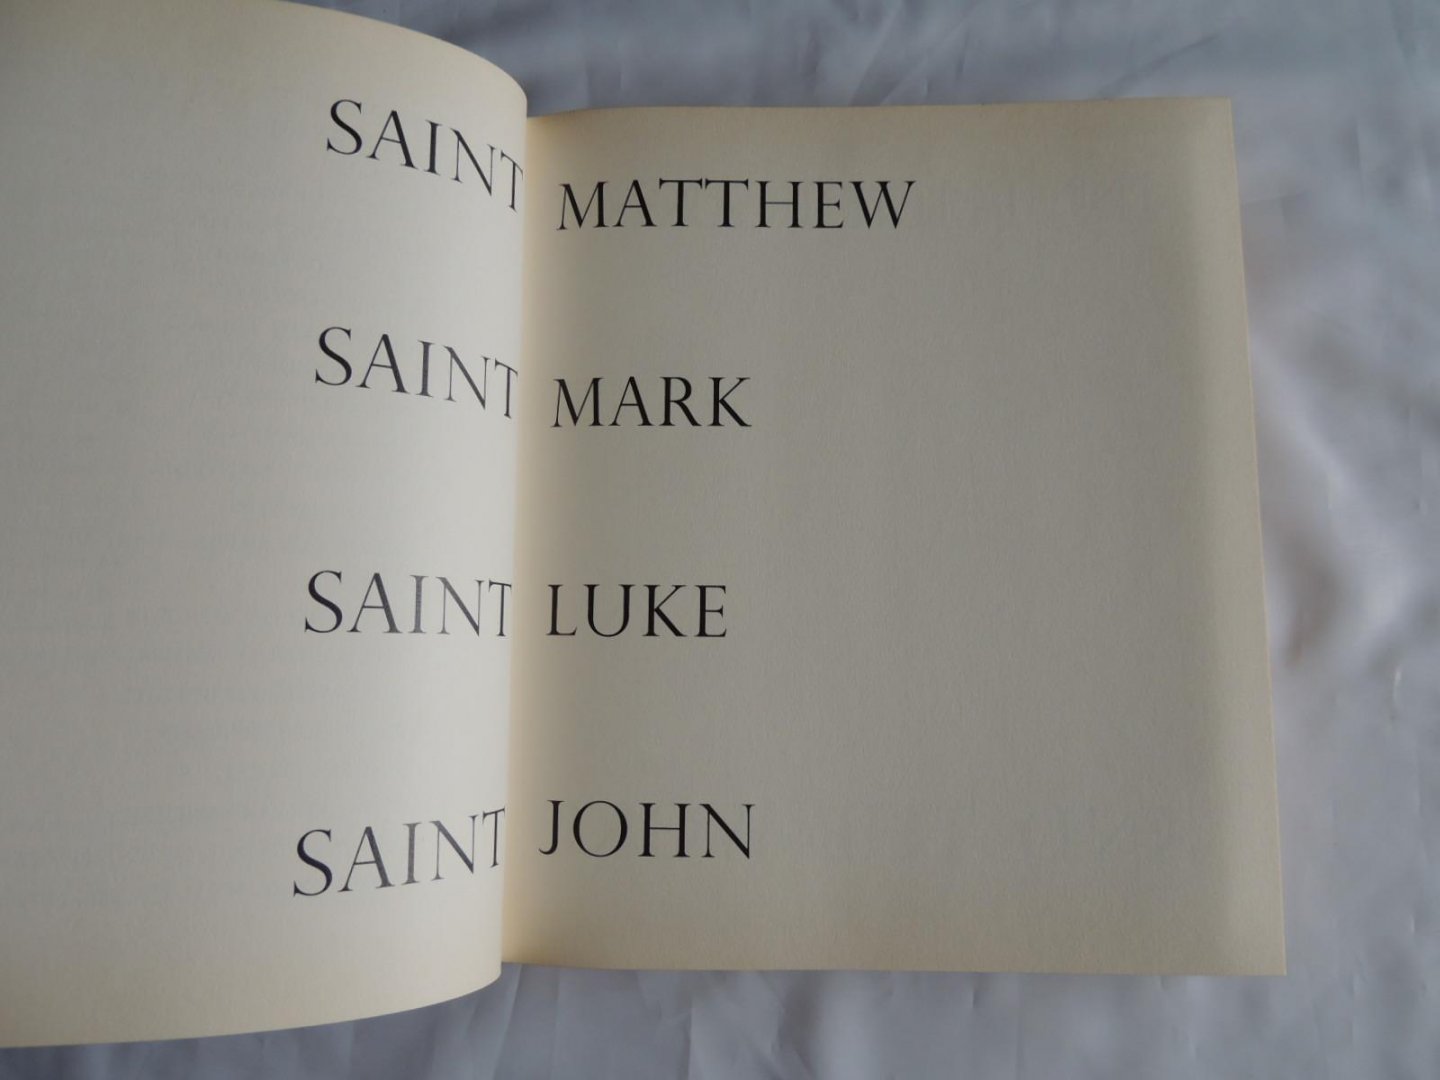 SAINT MATTHEW
SAINT MARK
SAINT LUKE
SAINT JOHN